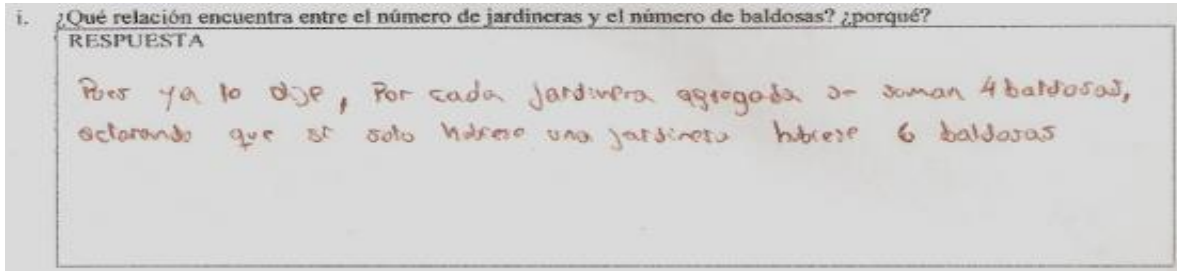 i. ¿Qué relación encuentra entre el número de jardineras y el número de baldosas? ¿porqué?
RESPUESTA
Pues ya lo dije, Por cada jardinera agregada se suman 4 baldosas,
aclarando que si solo hubiese una jardinera hubiese 6 baldosas